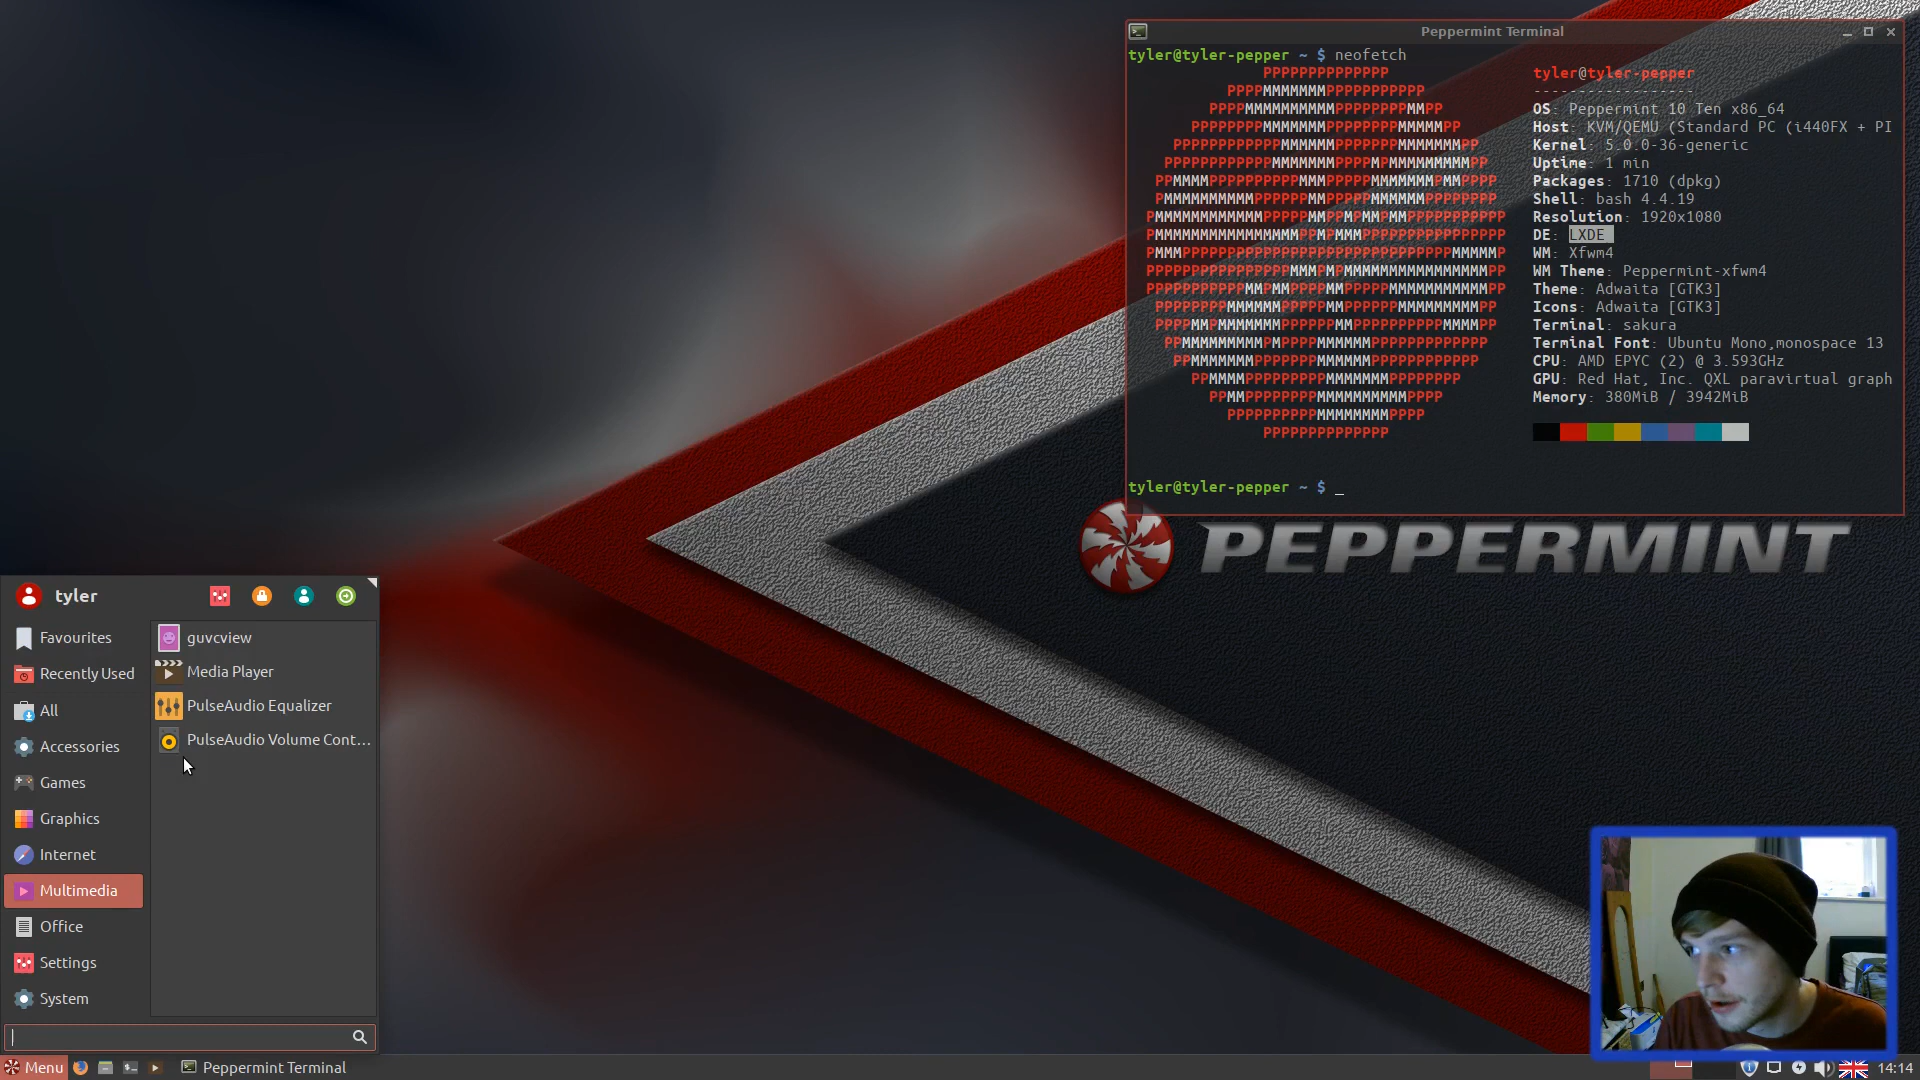 Peppermint Terminal
tyler@tyler-pepper ~ $ neofetch
tyler@tyler-pepper
------------------
OS: Peppermint 10 Ten x86_64
Host: KVM/QEMU (Standard PC (i440FX + PI
Kernel: 5.0.0-36-generic
Uptime: 1 min
Packages: 1710 (dpkg)
Shell: bash 4.4.19
Resolution: 1920x1080
DE: LXDE
WM: Xfwm4
WM Theme: Peppermint-xfwm4
Theme: Adwaita [GTK3]
Icons: Adwaita [GTK3]
Terminal: sakura
Terminal Font: Ubuntu Mono,monospace 13
CPU: AMD EPYC (2) @ 3.593GHz
GPU: Red Hat, Inc. QXL paravirtual graph
Memory: 380MiB / 3942MiB
tyler@tyler-pepper ~ $ _
PEPPERMINT
tyler
Favourites
Recently Used
All
Accessories
Games
Graphics
Internet
Multimedia
Office
Settings
System
guvcview
Media Player
PulseAudio Equalizer
PulseAudio Volume Cont...
Menu
Peppermint Terminal
14:14